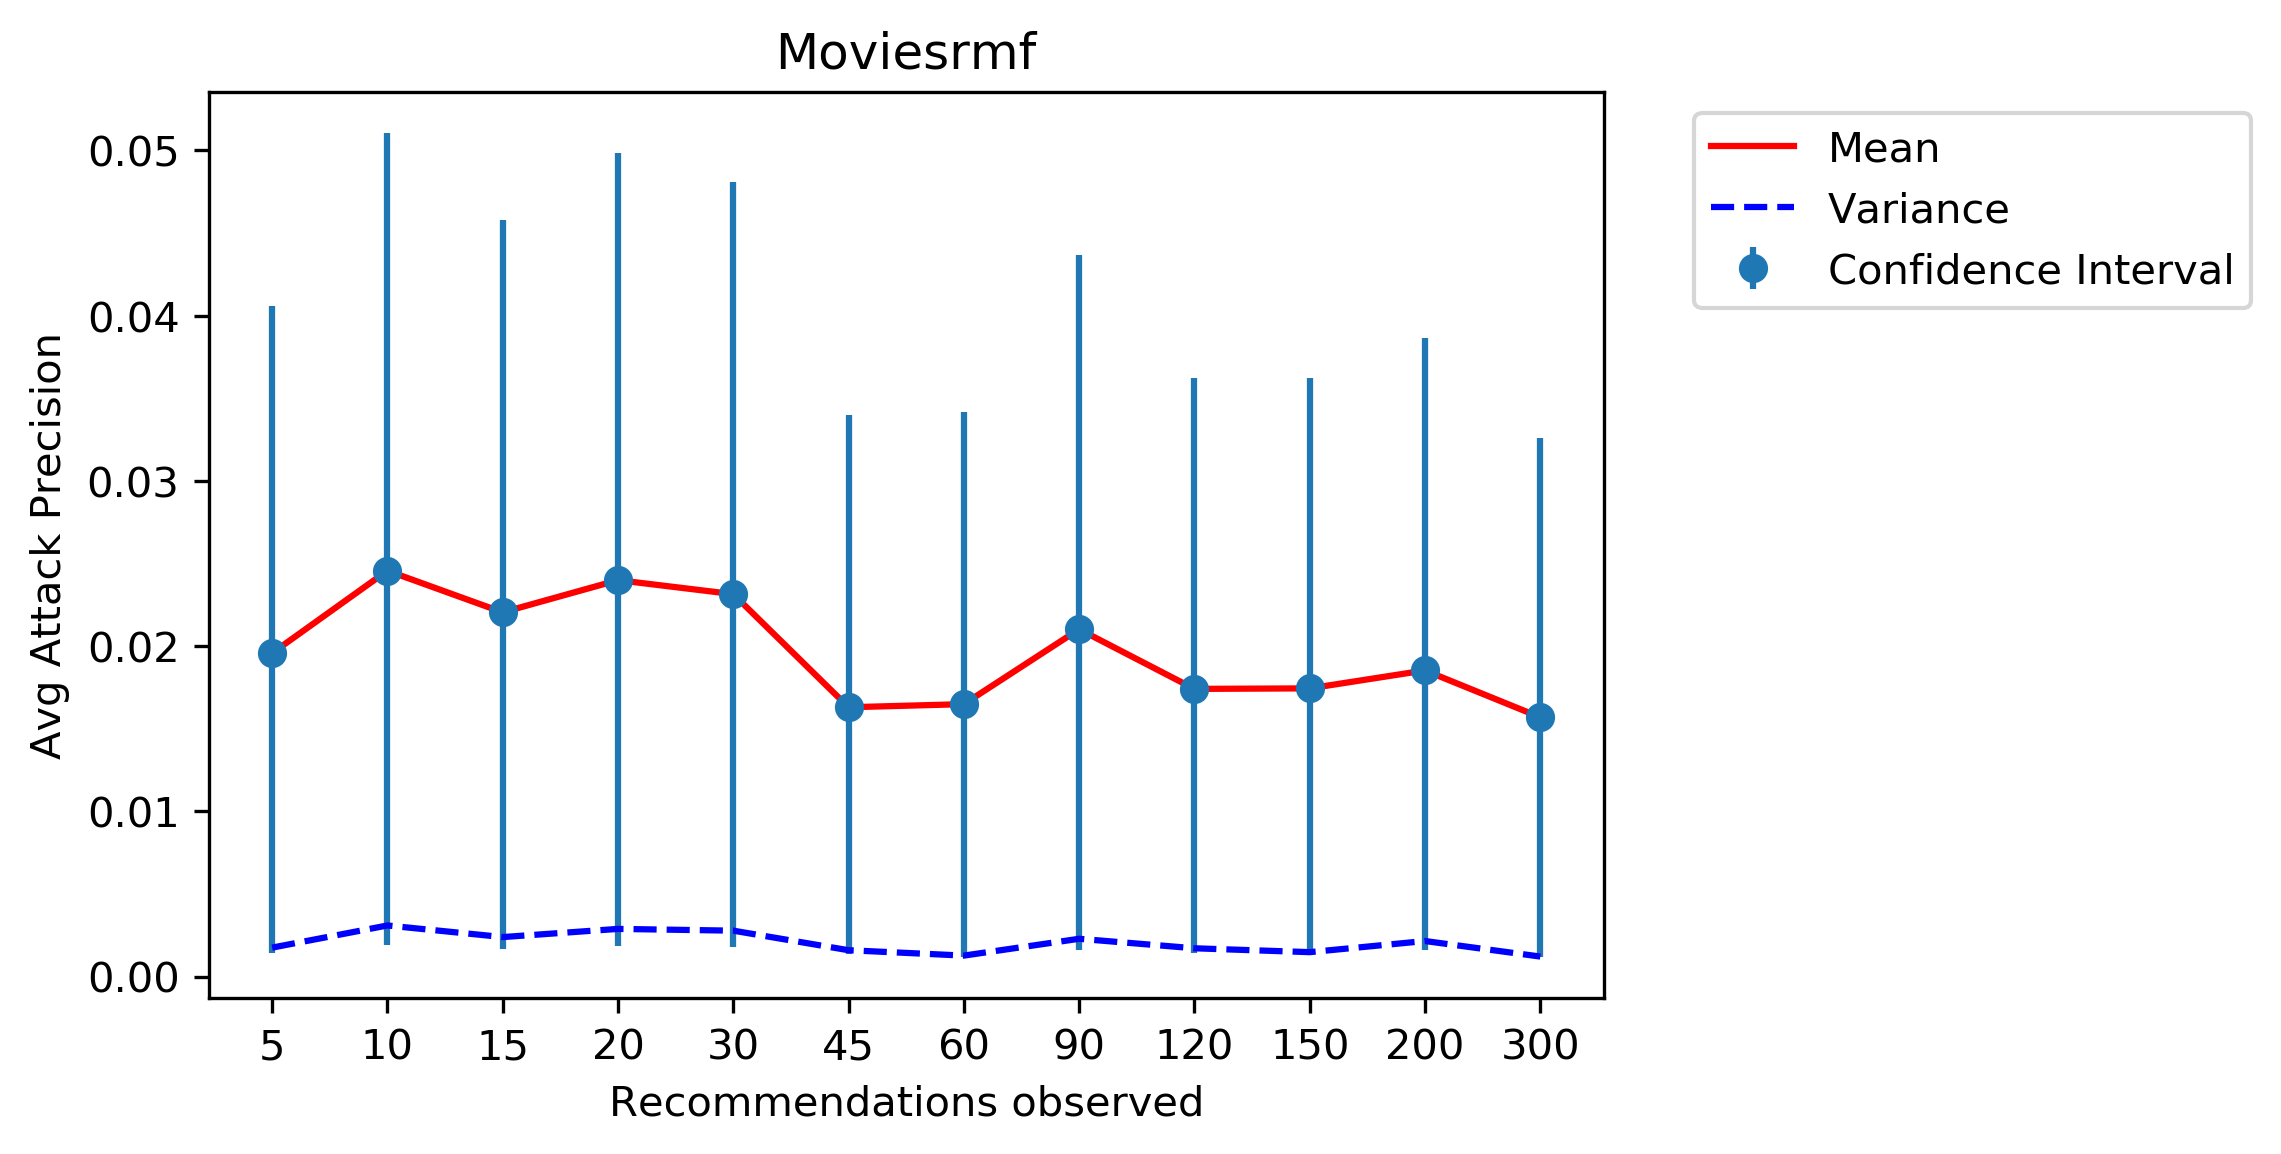 Moviesrmf
Mean
Variance
Confidence Interval
Avg Attack Precision
0.05
0.04
0.03
0.02
0.01
0.00
5 10 15 20 30 45 60 90 120 150 200 300
Recommendations observed